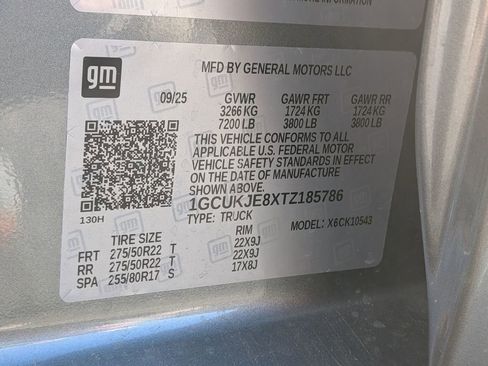 INFORMATION
gm
MFD BY GENERAL MOTORS LLC
09/25 GVWR GAWR FRT GAWR RR
3266 KG 1724 KG 1724 KG
7200 LB 3800 LB 3800 LB
THIS VEHICLE CONFORMS TO ALL
APPLICABLE U.S. FEDERAL MOTOR
VEHICLE SAFETY STANDARDS IN EFFECT
ON THE DATE OF MANUFACTURE
SHOWN ABOVE
1GCUKJE8XTZ185786
130H TYPE: TRUCK MODEL: X6CK10543
TIRE SIZE RIM
FRT 275/50R22 T 22X9J
RR 275/50R22 T 22X9J
SPA 255/80R17 S 17X8J